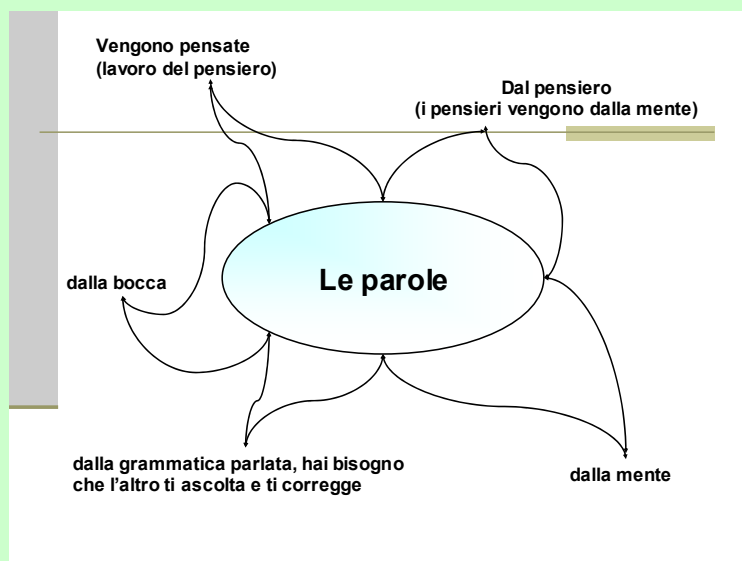 Vengono pensate
(lavoro del pensiero)
Dal pensiero
(i pensieri vengono dalla mente)
Le parole
dalla bocca
dalla grammatica parlata, hai bisogno
che l'altro ti ascolta e ti corregge
dalla mente